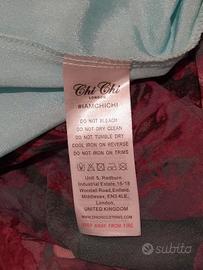 Chi Chi
LONDON
#IAMCHICHI
DO NOT BLEACH
DO NOT DRY CLEAN
DO NOT TUMBLE DRY
COOL IRON ON REVERSE
DO NOT IRON ON TRIMS
Unit 5, Redburn
Industrial Estate, 15-18
Woodall Road, Enfield,
Middlesex, EN3 4LE,
London,
UNITED KINGDOM
WWW.CHICHICLOTHING.COM
KEEP AWAY FROM FIRE
subito